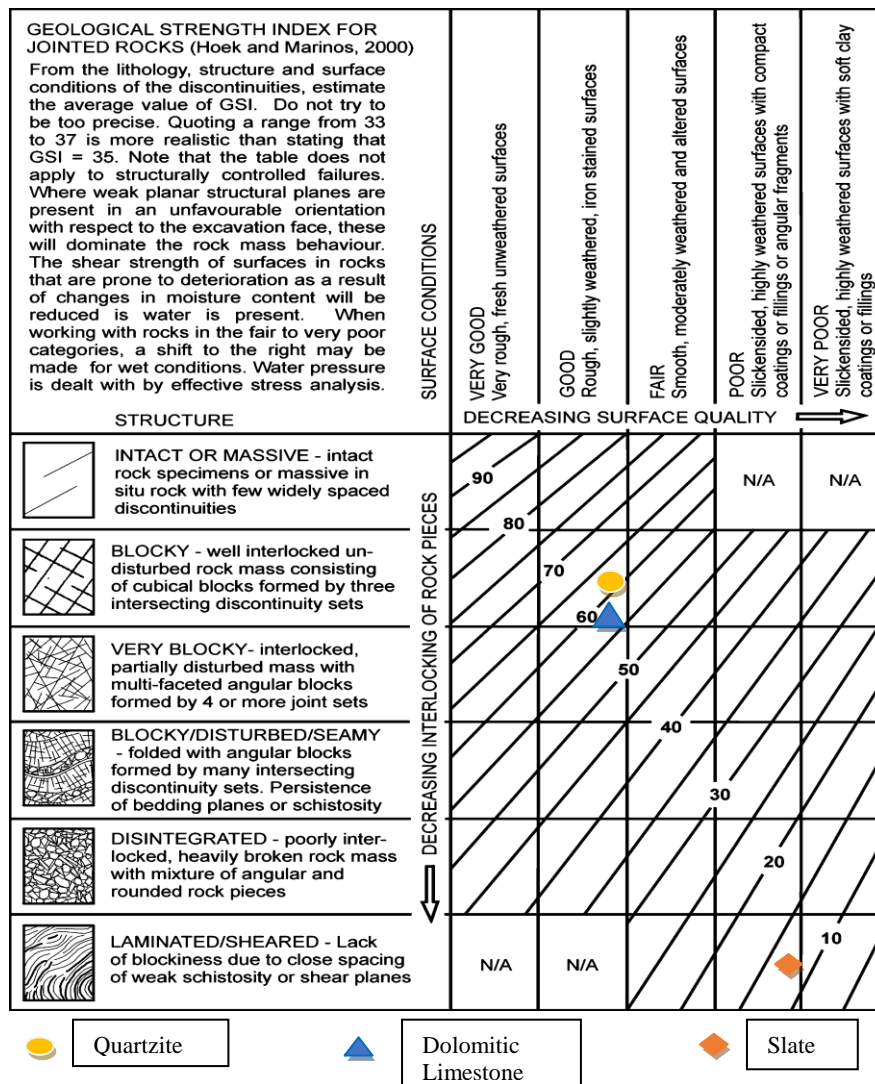 GEOLOGICAL STRENGTH INDEX FOR
JOINTED ROCKS (Hoek and Marinos, 2000)
From the lithology, structure and surface
conditions of the discontinuities, estimate
the average value of GSI. Do not try to
be too precise. Quoting a range from 33
to 37 is more realistic than stating that
GSI = 35. Note that the table does not
apply to structurally controlled failures.
Where weak planar structural planes are
present in an unfavourable orientation
with respect to the excavation face, these
will dominate the rock mass behaviour.
The shear strength of surfaces in rocks
that are prone to deterioration as a result
of changes in moisture content will be
reduced is water is present. When
working with rocks in the fair to very poor
categories, a shift to the right may be
made for wet conditions. Water pressure
is dealt with by effective stress analysis.
STRUCTURE
SURFACE CONDITIONS
VERY GOOD
Very rough, fresh unweathered surfaces
GOOD
Rough, slightly weathered, iron stained surfaces
FAIR
Smooth, moderately weathered and altered surfaces
POOR
Slickensided, highly weathered surfaces with compact
coatings or fillings or angular fragments
VERY POOR
Slickensided, highly weathered surfaces with soft clay
coatings or fillings
DECREASING SURFACE QUALITY
INTACT OR MASSIVE - intact
rock specimens or massive in
situ rock with few widely spaced
discontinuities
BLOCKY - well interlocked un-
disturbed rock mass consisting
of cubical blocks formed by three
intersecting discontinuity sets
VERY BLOCKY- interlocked,
partially disturbed mass with
multi-faceted angular blocks
formed by 4 or more joint sets
BLOCKY/DISTURBED/SEAMY
- folded with angular blocks
formed by many intersecting
discontinuity sets. Persistence
of bedding planes or schistosity
DISINTEGRATED - poorly inter-
locked, heavily broken rock mass
with mixture of angular and
rounded rock pieces
LAMINATED/SHEARED - Lack
of blockiness due to close spacing
of weak schistosity or shear planes
DECREASING INTERLOCKING OF ROCK PIECES
90
N/A
N/A
80
70
60
50
40
30
20
10
N/A
N/A
Quartzite
Dolomitic
Limestone
Slate